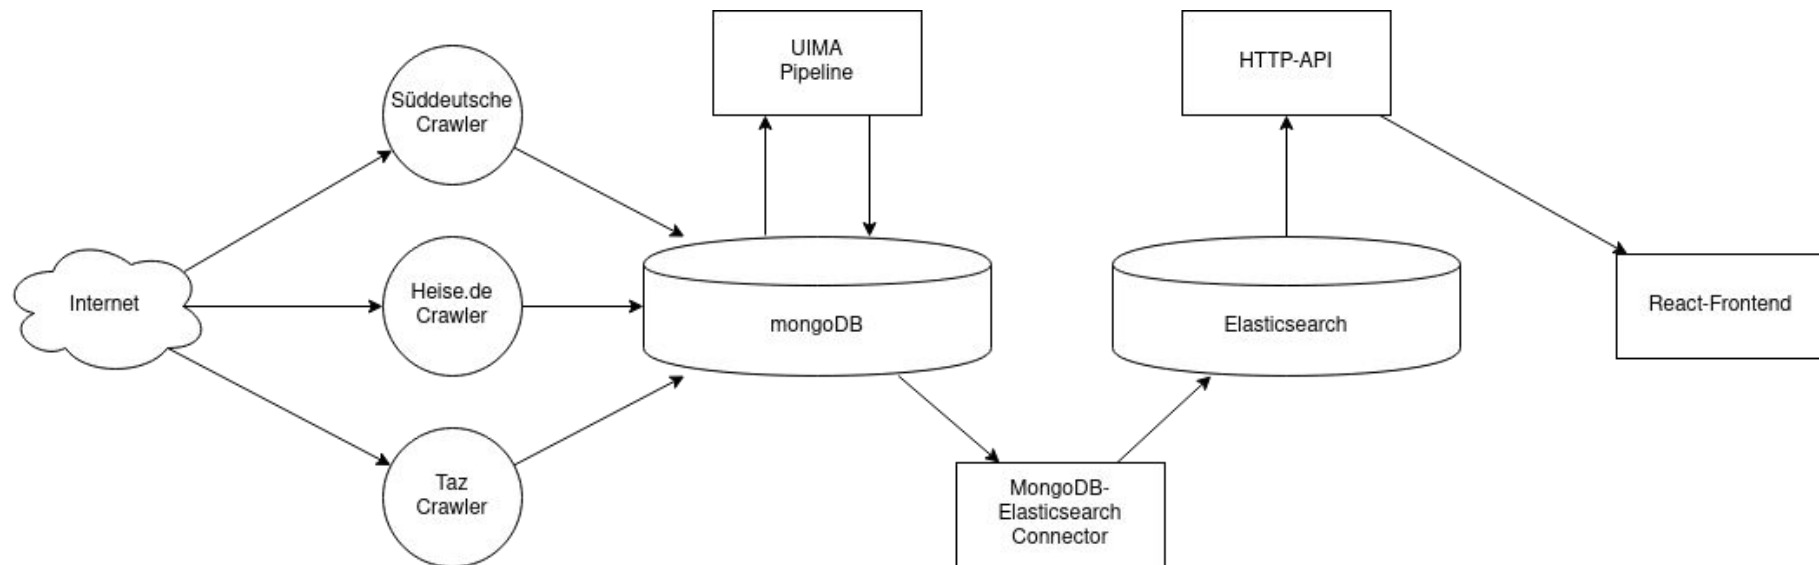 UIMA
Pipeline
HTTP-API
Süddeutsche
Crawler
Internet
Heise.de
Crawler
mongoDB
Elasticsearch
React-Frontend
Taz
Crawler
MongoDB-
Elasticsearch
Connector